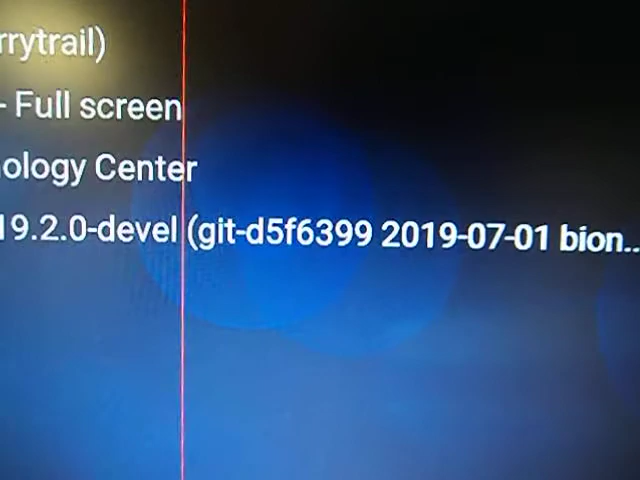 rrytrail)
- Full screen
ology Center
19.2.0-devel (git-d5f6399 2019-07-01 bion...